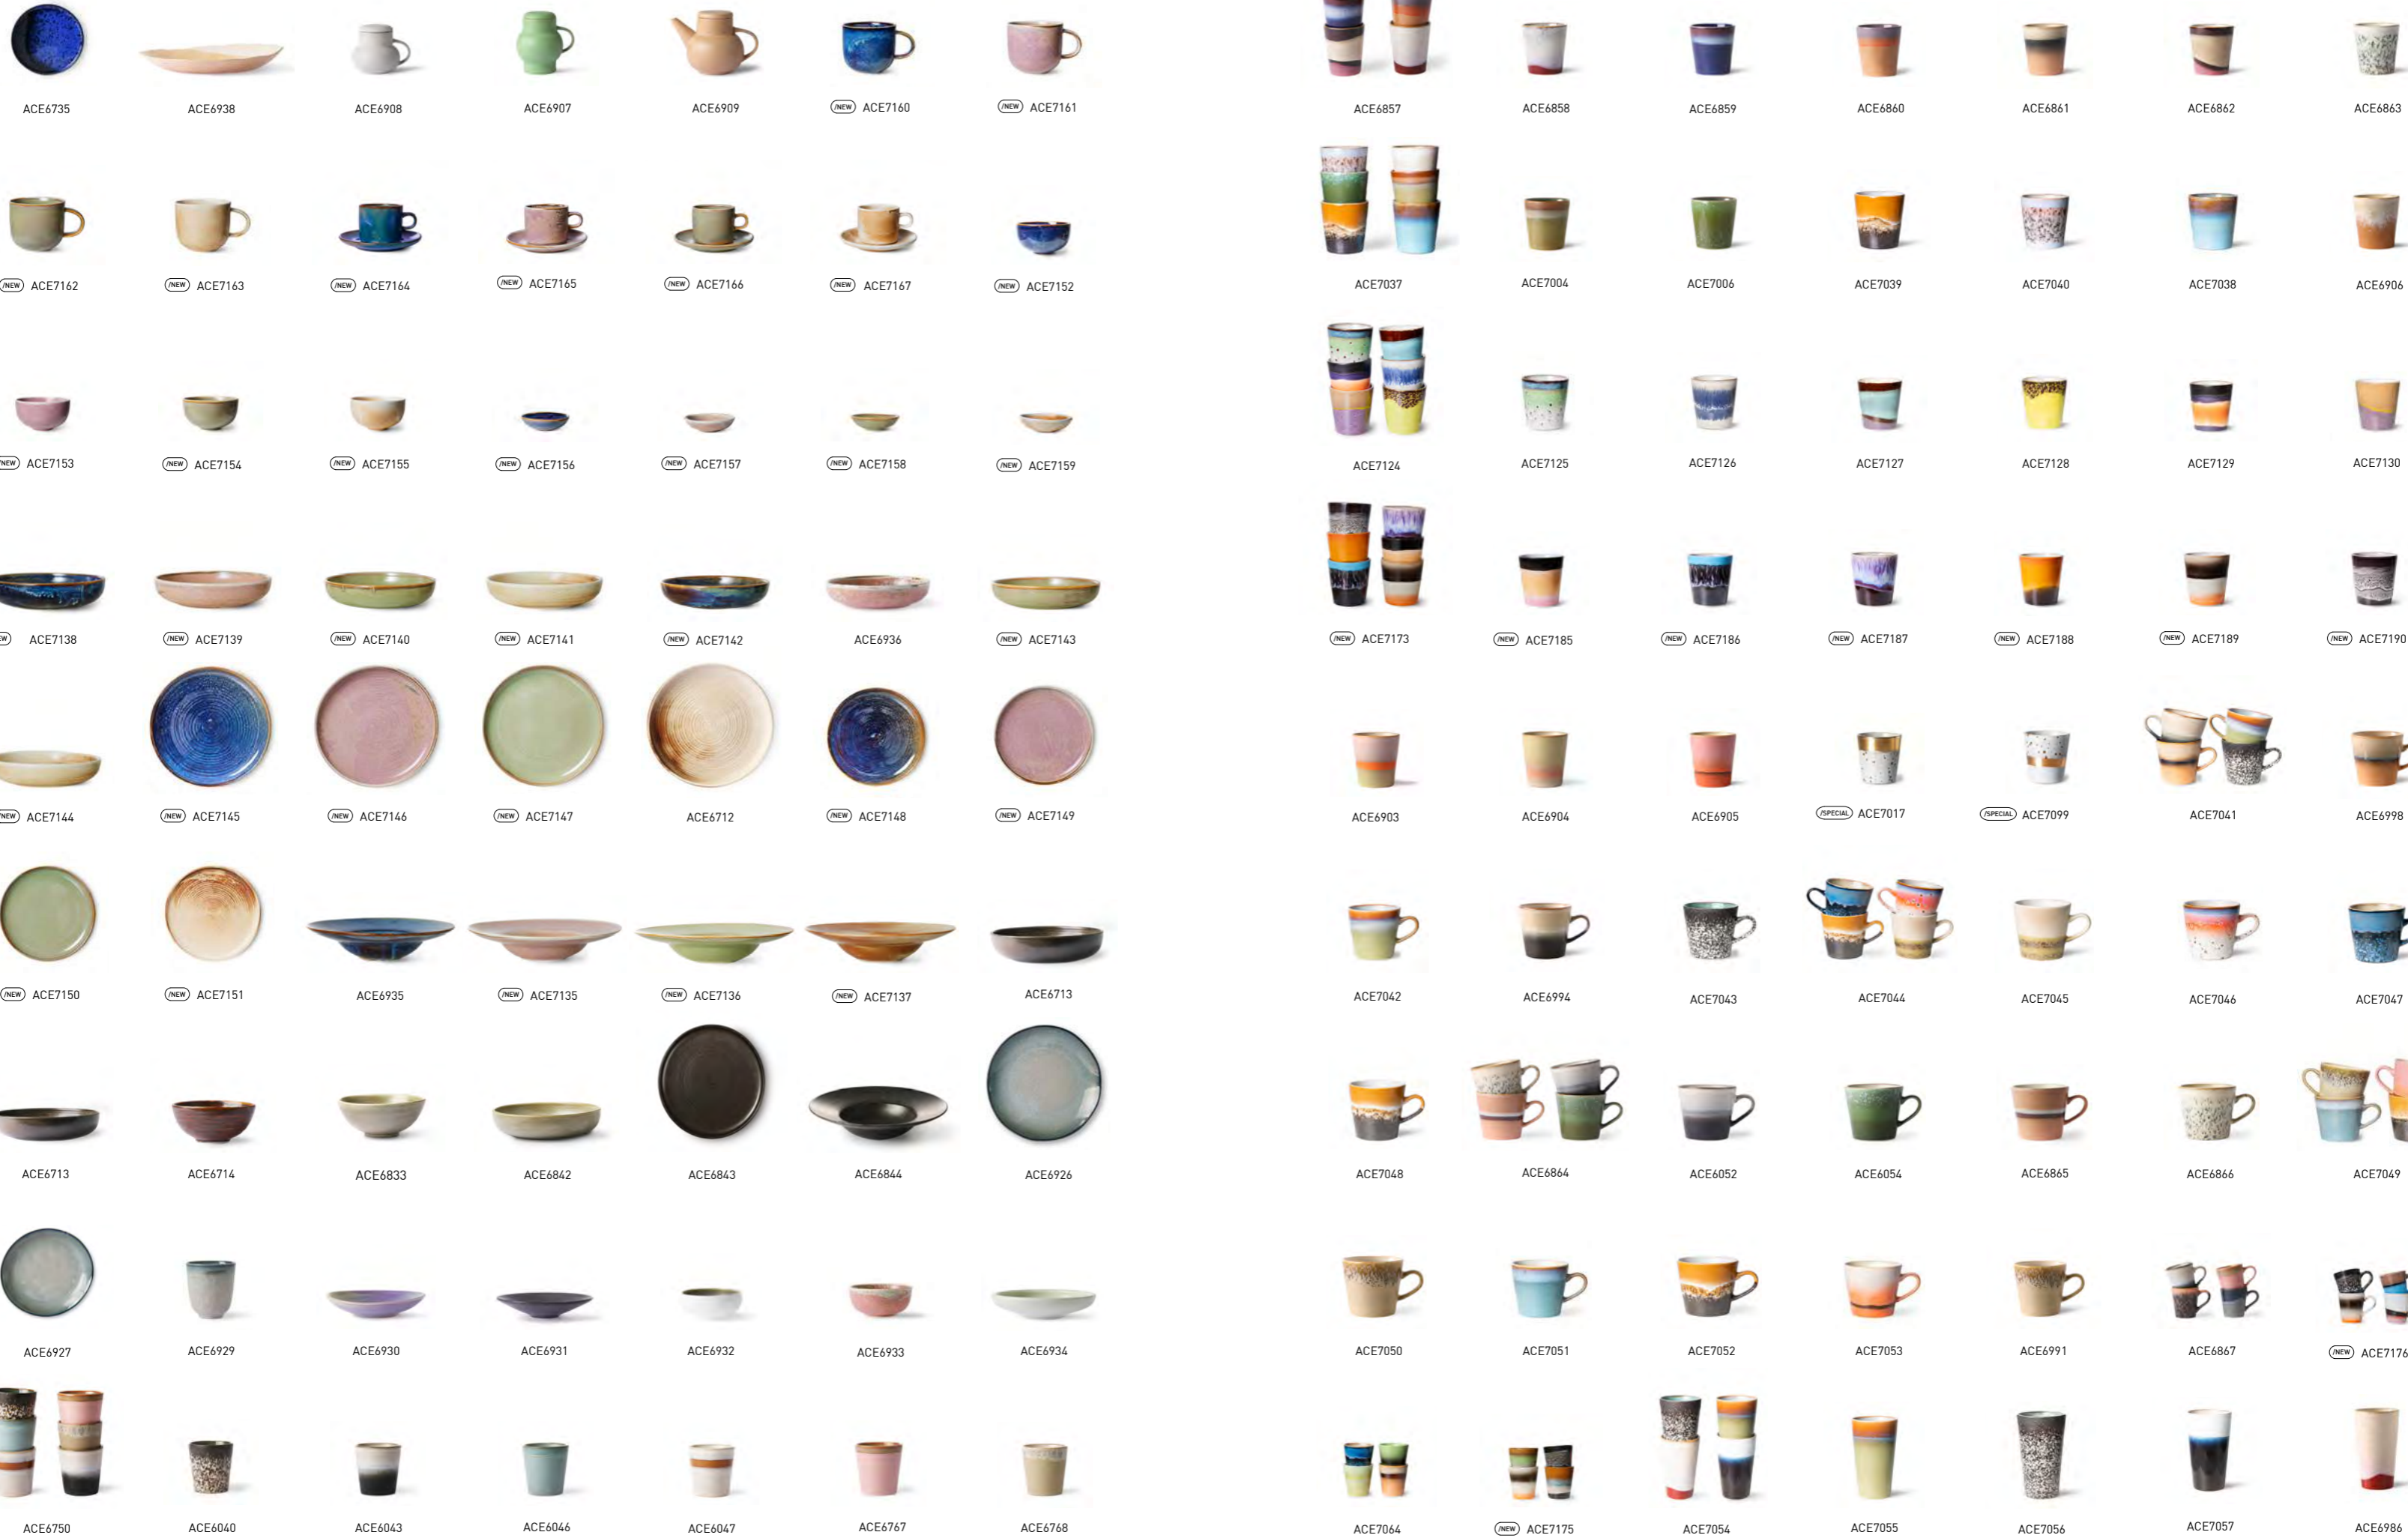 ACE6735 ACE6938 ACE6908 ACE6907 ACE6909 /NEW ACE7160 /NEW ACE7161
/NEW ACE7162 /NEW ACE7163 /NEW ACE7164 /NEW ACE7165 /NEW ACE7166 /NEW ACE7167 /NEW ACE7152
/NEW ACE7153 /NEW ACE7154 /NEW ACE7155 /NEW ACE7156 /NEW ACE7157 /NEW ACE7158 /NEW ACE7159
ACE7138 /NEW ACE7139 /NEW ACE7140 /NEW ACE7141 /NEW ACE7142 ACE6936 /NEW ACE7143
/NEW ACE7144 /NEW ACE7145 /NEW ACE7146 /NEW ACE7147 ACE6712 /NEW ACE7148 /NEW ACE7149
/NEW ACE7150 /NEW ACE7151 ACE6935 /NEW ACE7135 /NEW ACE7136 /NEW ACE7137 ACE6713
ACE6713 ACE6714 ACE6833 ACE6842 ACE6843 ACE6844 ACE6926
ACE6927 ACE6929 ACE6930 ACE6931 ACE6932 ACE6933 ACE6934
ACE6750 ACE6040 ACE6043 ACE6046 ACE6047 ACE6767 ACE6768
ACE6857 ACE6858 ACE6859 ACE6860 ACE6861 ACE6862 ACE6863
ACE7037 ACE7004 ACE7006 ACE7039 ACE7040 ACE7038 ACE6906
ACE7124 ACE7125 ACE7126 ACE7127 ACE7128 ACE7129 ACE7130
/NEW ACE7173 /NEW ACE7185 /NEW ACE7186 /NEW ACE7187 /NEW ACE7188 /NEW ACE7189 /NEW ACE7190
ACE6903 ACE6904 ACE6905 /SPECIAL ACE7017 /SPECIAL ACE7099 ACE7041 ACE6998
ACE7042 ACE6994 ACE7043 ACE7044 ACE7045 ACE7046 ACE7047
ACE7048 ACE6864 ACE6052 ACE6054 ACE6865 ACE6866 ACE7049
ACE7050 ACE7051 ACE7052 ACE7053 ACE6991 ACE6867 /NEW ACE7176
ACE7064 /NEW ACE7175 ACE7054 ACE7055 ACE7056 ACE7057